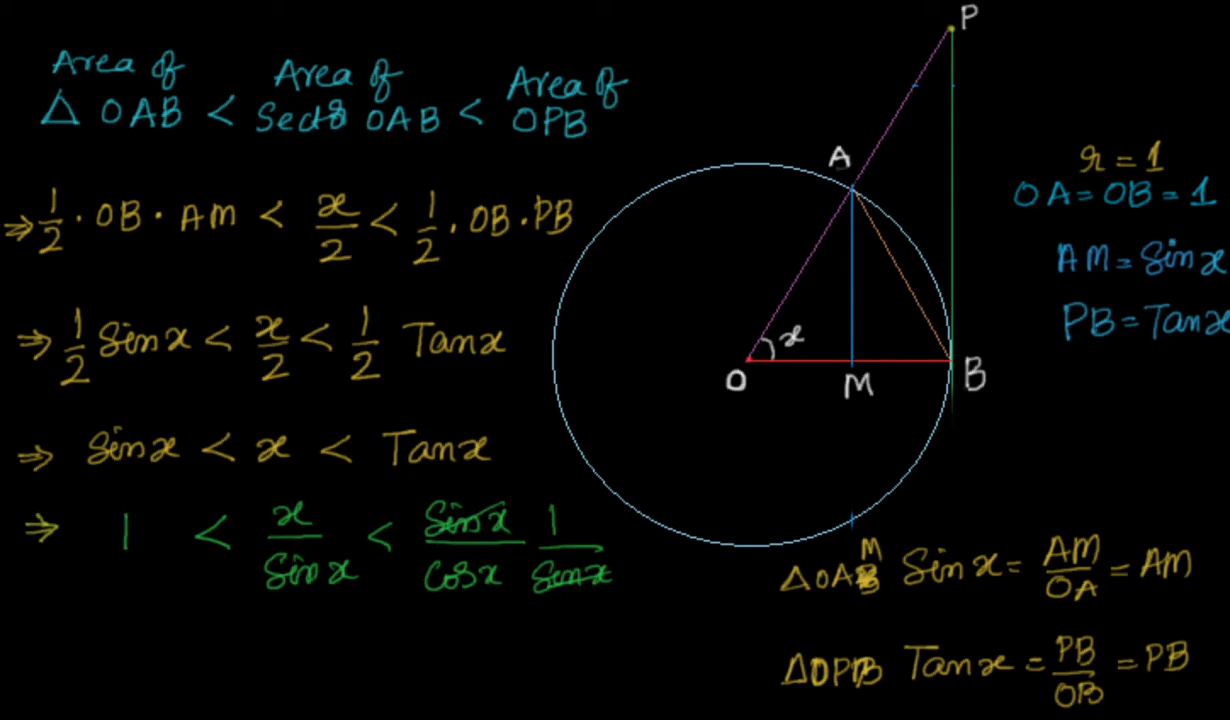 Area of Area of Area of
△ OAB < Sector OAB < OPB
⇒ 1/2 · OB · AM < x/2 < 1/2 · OB · PB
⇒ 1/2 Sin x < x/2 < 1/2 Tan x
⇒ Sin x < x < Tan x
⇒ 1 < x/Sin x < Sin x/Cos x 1/Sin x
P
A
x
O
M
B
r = 1
OA = OB = 1
AM = Sin x
PB = Tan x
△OAM Sin x = AM/OA = AM
△OPB Tan x = PB/OB = PB